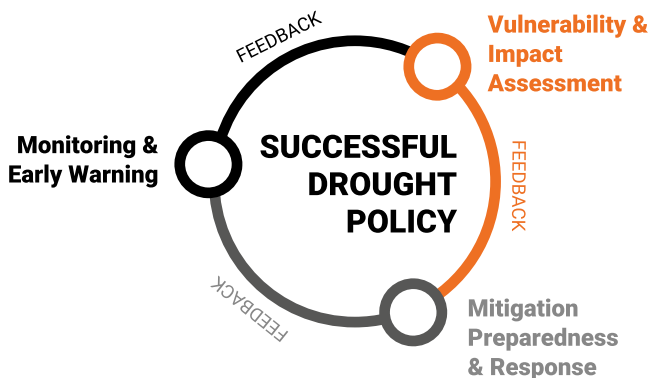 FEEDBACK
Vulnerability &
Impact
Assessment
Monitoring &
Early Warning
SUCCESSFUL
DROUGHT
POLICY
FEEDBACK
FEEDBACK
Mitigation
Preparedness
& Response